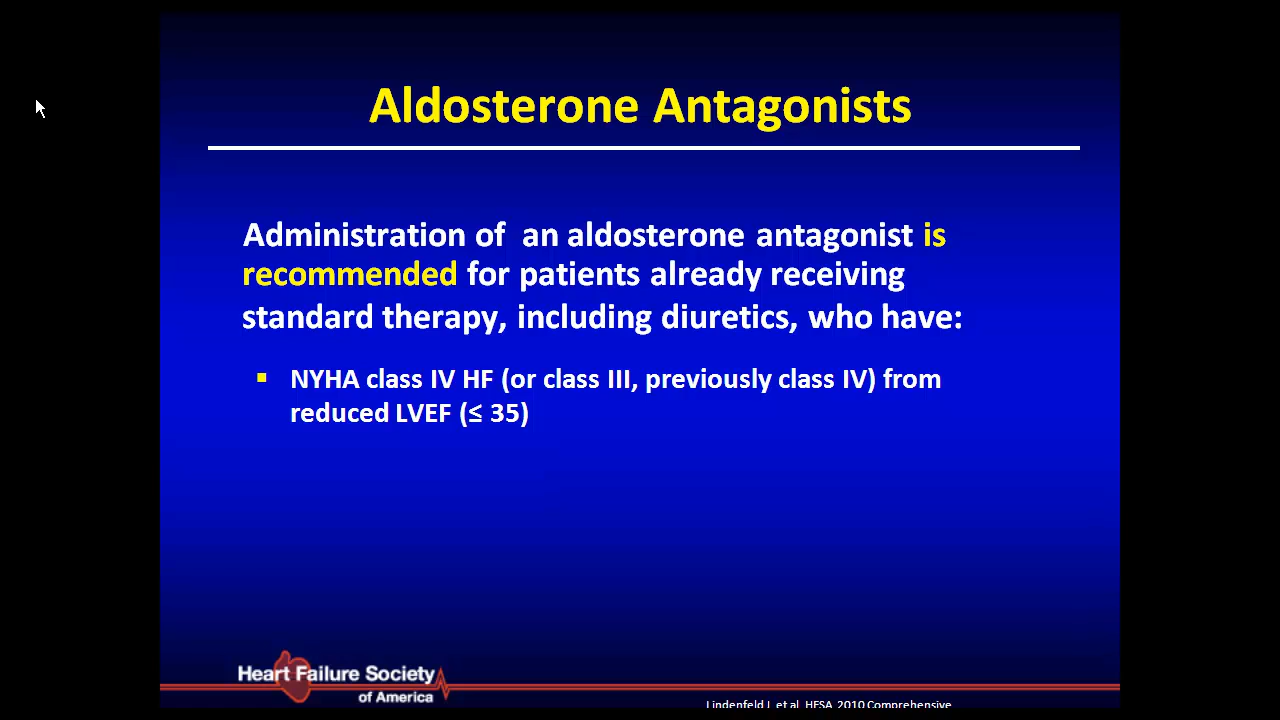 Aldosterone Antagonists
Administration of an aldosterone antagonist is
recommended for patients already receiving
standard therapy, including diuretics, who have:
NYHA class IV HF (or class III, previously class IV) from
reduced LVEF (≤ 35)
Heart Failure Society
of America
Lindenfeld J, et al. HFSA 2010 Comprehensive